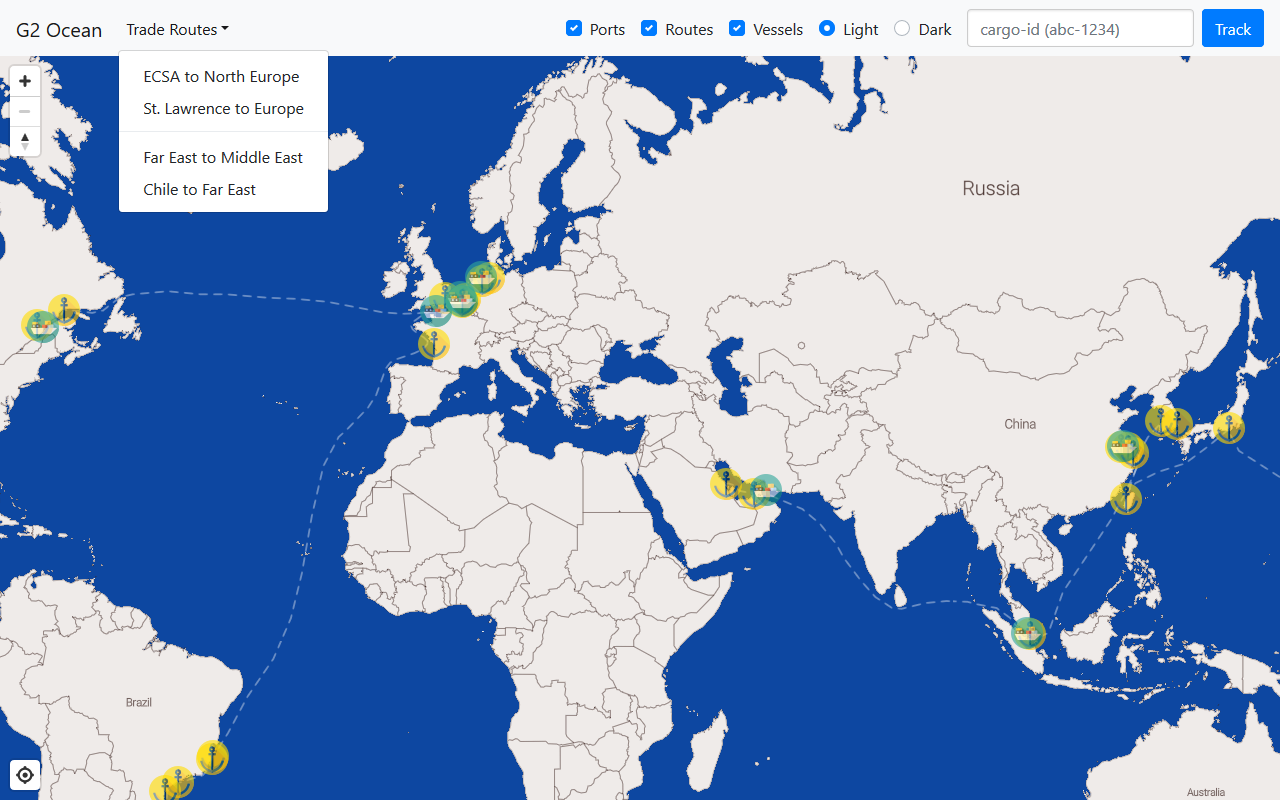 G2 Ocean
Trade Routes
Ports
Routes
Vessels
Light
Dark
cargo-id (abc-1234)
Track
ECSA to North Europe
St. Lawrence to Europe
Far East to Middle East
Chile to Far East
Russia
China
Brazil
Australia